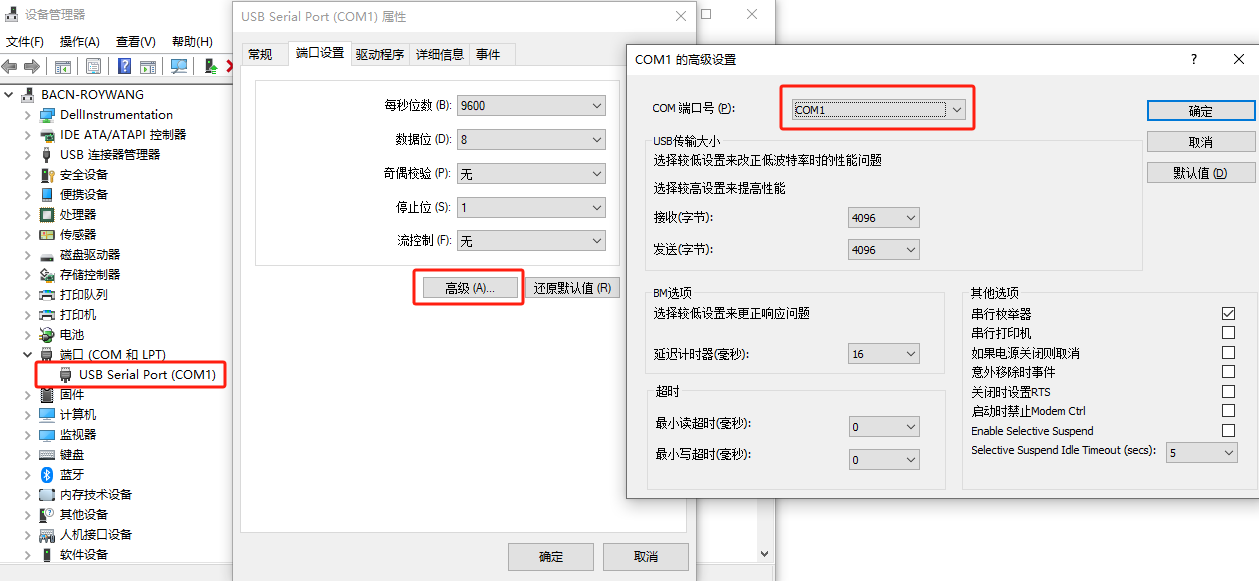 设备管理器
文件(F) 操作(A) 查看(V) 帮助(H)
BACN-ROYWANG
DellInstrumentation
IDE ATA/ATAPI 控制器
USB 连接器管理器
安全设备
便携设备
处理器
传感器
磁盘驱动器
存储控制器
打印队列
打印机
电池
端口 (COM 和 LPT)
USB Serial Port (COM1)
固件
计算机
监视器
键盘
蓝牙
内存技术设备
其他设备
人机接口设备
软件设备
USB Serial Port (COM1) 属性
常规 端口设置 驱动程序 详细信息 事件
每秒位数 (B): 9600
数据位 (D): 8
奇偶校验 (P): 无
停止位 (S): 1
流控制 (F): 无
高级 (A)... 还原默认值 (R)
确定 取消
COM1 的高级设置 ?
COM 端口号 (P): COM1
确定
取消
默认值 (D)
USB传输大小
选择较低设置来改正低波特率时的性能问题
选择较高设置来提高性能
接收(字节): 4096
发送(字节): 4096
BM选项
选择较低设置来更正响应问题
延迟计时器(毫秒): 16
超时
最小读超时(毫秒): 0
最小写超时(毫秒): 0
其他选项
串行枚举器
串行打印机
如果电源关闭则取消
意外移除时事件
关闭时设置RTS
启动时禁止Modem Ctrl
Enable Selective Suspend
Selective Suspend Idle Timeout (secs): 5